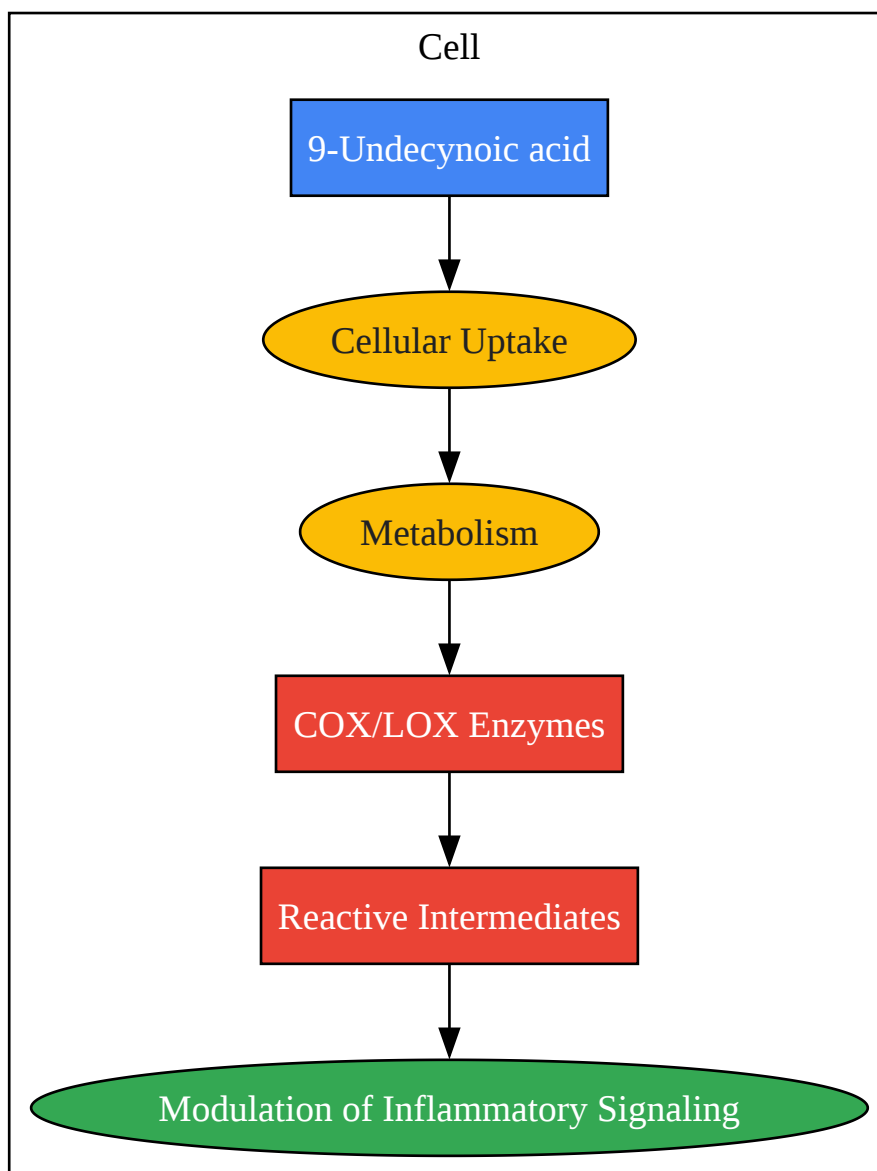 Cell
9-Undecynoic acid
Cellular Uptake
Metabolism
COX/LOX Enzymes
Reactive Intermediates
Modulation of Inflammatory Signaling